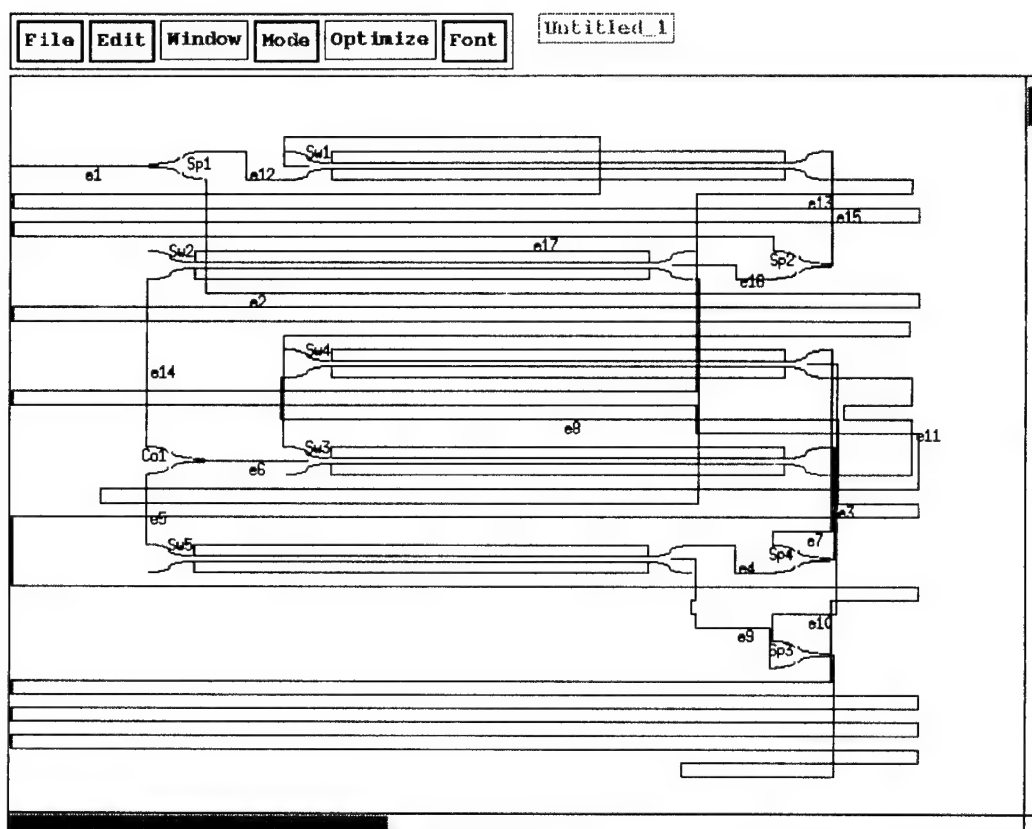 File Edit Window Mode Optimize Font Untitled_1
Sp1 Sw1
e1 e12
e13
e15
Sw2 e17 Sp2
e18
e2
Sw4
e14
e8
e11
Co1 Sw3
e6
e5 e3
e7
Sw5 Sp4
e4
e10
e9
Sp3